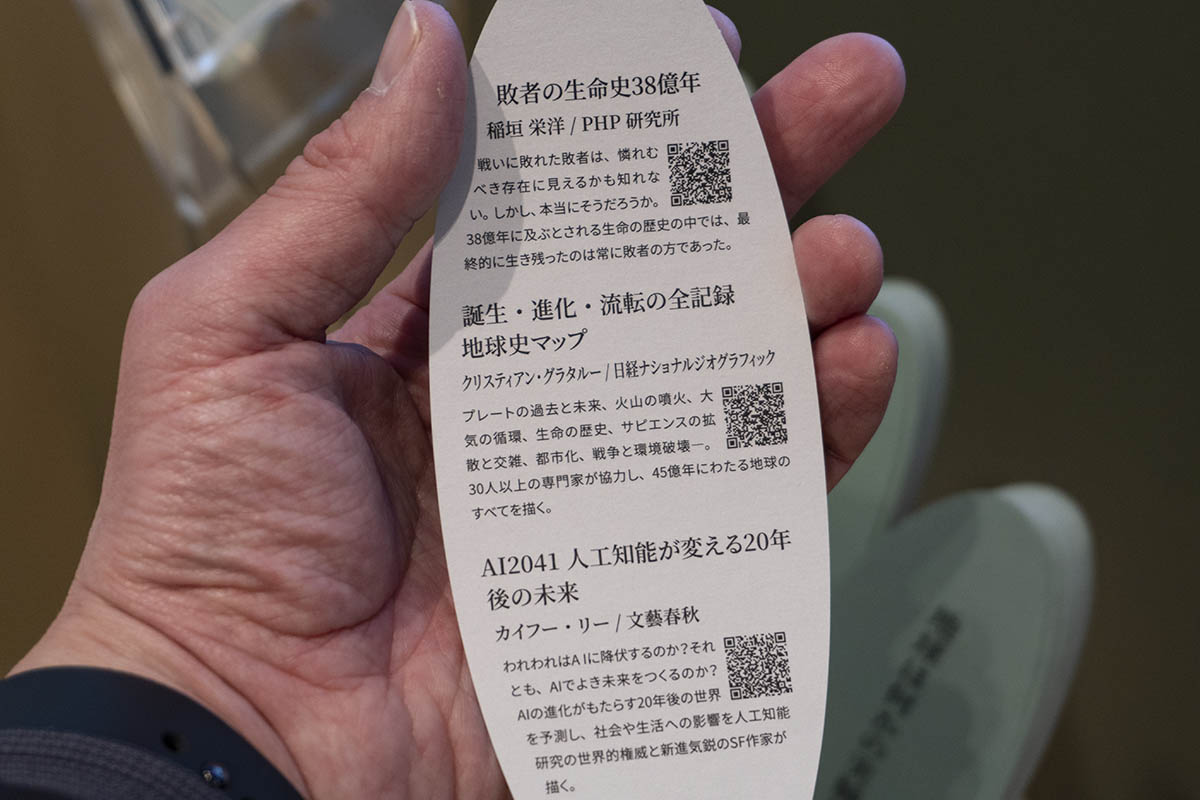 敗者の生命史38億年
稲垣 栄洋 / PHP 研究所
戦いに敗れた敗者は、憐れむ
べき存在に見えるかも知れな
い。しかし、本当にそうだろうか。
38億年に及ぶとされる生命の歴史の中では、最
終的に生き残ったのは常に敗者の方であった。
誕生・進化・流転の全記録
地球史マップ
クリスティアン・グラタルー / 日経ナショナルジオグラフィック
プレートの過去と未来、火山の噴火、大
気の循環、生命の歴史、サピエンスの拡
散と交雑、都市化、戦争と環境破壊―。
30人以上の専門家が協力し、45億年にわたる地球の
すべてを描く。
AI2041 人工知能が変える20年
後の未来
カイフー・リー / 文藝春秋
われわれはAIに降伏するのか？それ
とも、AIでよき未来をつくるのか？
AIの進化がもたらす20年後の世界
を予測し、社会や生活への影響を人工知能
研究の世界的権威と新進気鋭のSF作家が
描く。